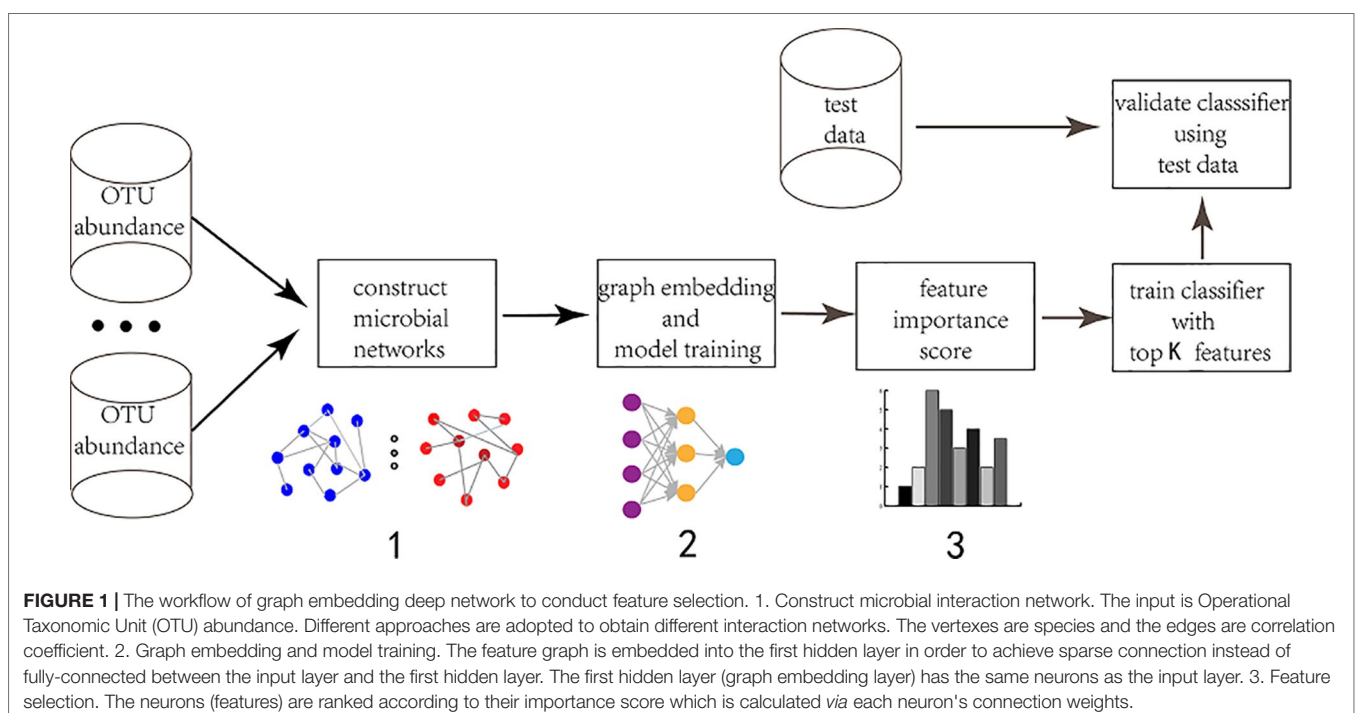 OTU
abundance
OTU
abundance
construct
microbial
networks
graph embedding
and
model training
feature
importance
score
train classifier
with
top K features
test
data
validate classsifier
using
test data
1
2
3
FIGURE 1 | The workflow of graph embedding deep network to conduct feature selection. 1. Construct microbial interaction network. The input is Operational
Taxonomic Unit (OTU) abundance. Different approaches are adopted to obtain different interaction networks. The vertexes are species and the edges are correlation
coefficient. 2. Graph embedding and model training. The feature graph is embedded into the first hidden layer in order to achieve sparse connection instead of
fully-connected between the input layer and the first hidden layer. The first hidden layer (graph embedding layer) has the same neurons as the input layer. 3. Feature
selection. The neurons (features) are ranked according to their importance score which is calculated via each neuron's connection weights.